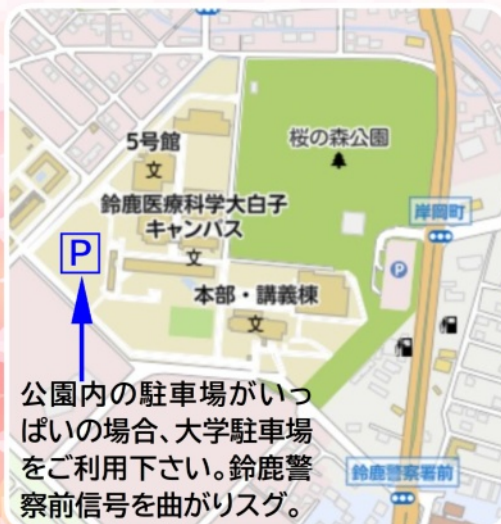 5号館
文
桜の森公園
鈴鹿医療科学大白子
キャンパス
文
岸岡町
P
P
本部・講義棟
文
公園内の駐車場がいっ
ぱいの場合、大学駐車場
をご利用下さい。鈴鹿警
察前信号を曲がりスグ。
鈴鹿警察署前